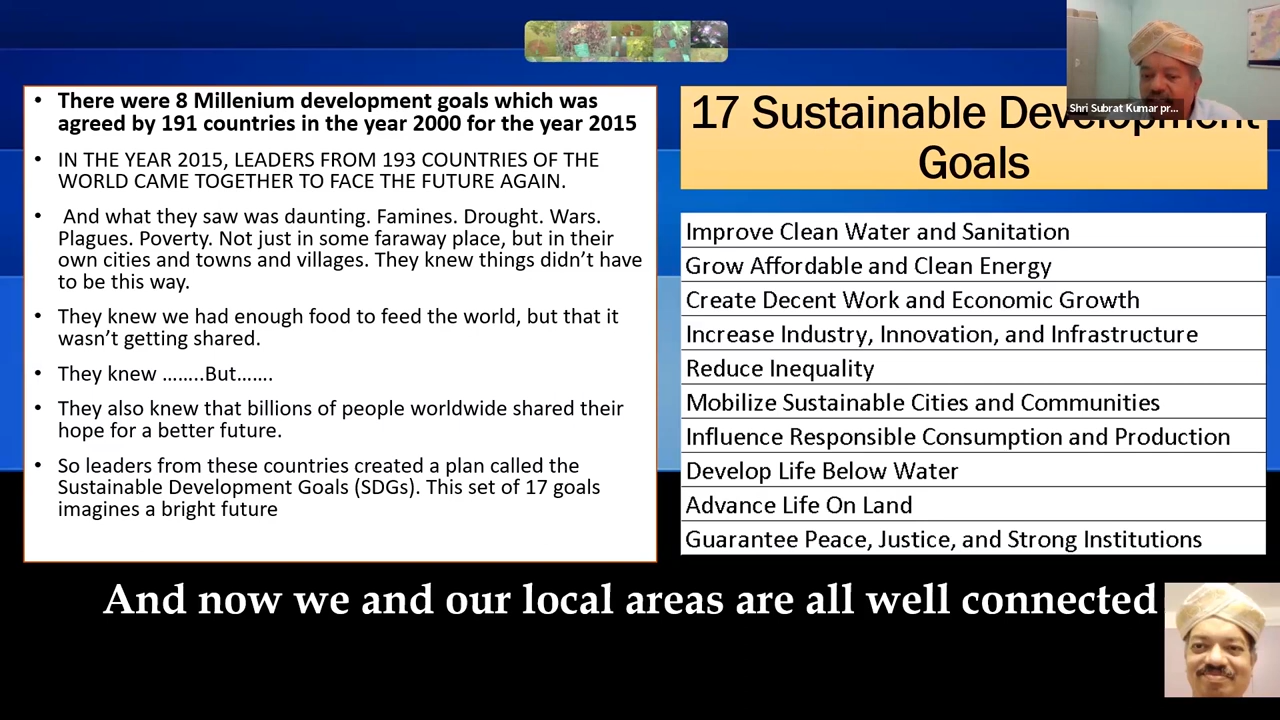 There were 8 Millenium development goals which was
agreed by 191 countries in the year 2000 for the year 2015
IN THE YEAR 2015, LEADERS FROM 193 COUNTRIES OF THE
WORLD CAME TOGETHER TO FACE THE FUTURE AGAIN.
And what they saw was daunting. Famines. Drought. Wars.
Plagues. Poverty. Not just in some faraway place, but in their
own cities and towns and villages. They knew things didn’t have
to be this way.
They knew we had enough food to feed the world, but that it
wasn’t getting shared.
They knew ……..But…….
They also knew that billions of people worldwide shared their
hope for a better future.
So leaders from these countries created a plan called the
Sustainable Development Goals (SDGs). This set of 17 goals
imagines a bright future
Shri Subrat Kumar pr...
17 Sustainable Development
Goals
Improve Clean Water and Sanitation
Grow Affordable and Clean Energy
Create Decent Work and Economic Growth
Increase Industry, Innovation, and Infrastructure
Reduce Inequality
Mobilize Sustainable Cities and Communities
Influence Responsible Consumption and Production
Develop Life Below Water
Advance Life On Land
Guarantee Peace, Justice, and Strong Institutions
And now we and our local areas are all well connected